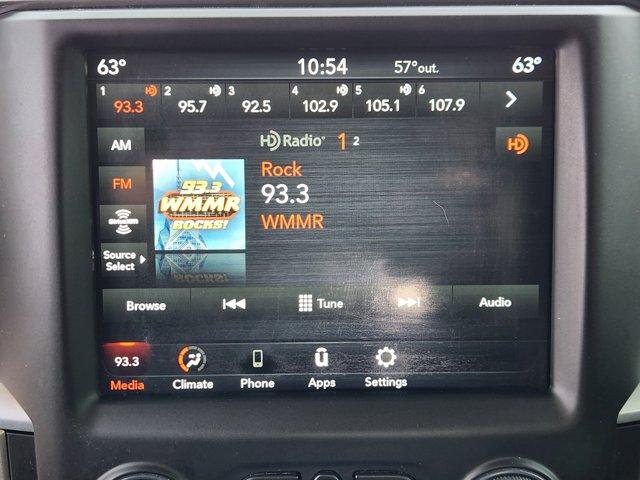 63° 10:54 57°out. 63°
1 2 3 4 5 6
93.3 95.7 92.5 102.9 105.1 107.9
AM HD Radio 1 2 HD
Rock
FM 93.3 93.3
WMMR WMMR
SiriusXM ROCKS!
Source
Select
Browse Tune Audio
93.3
Media Climate Phone Apps Settings